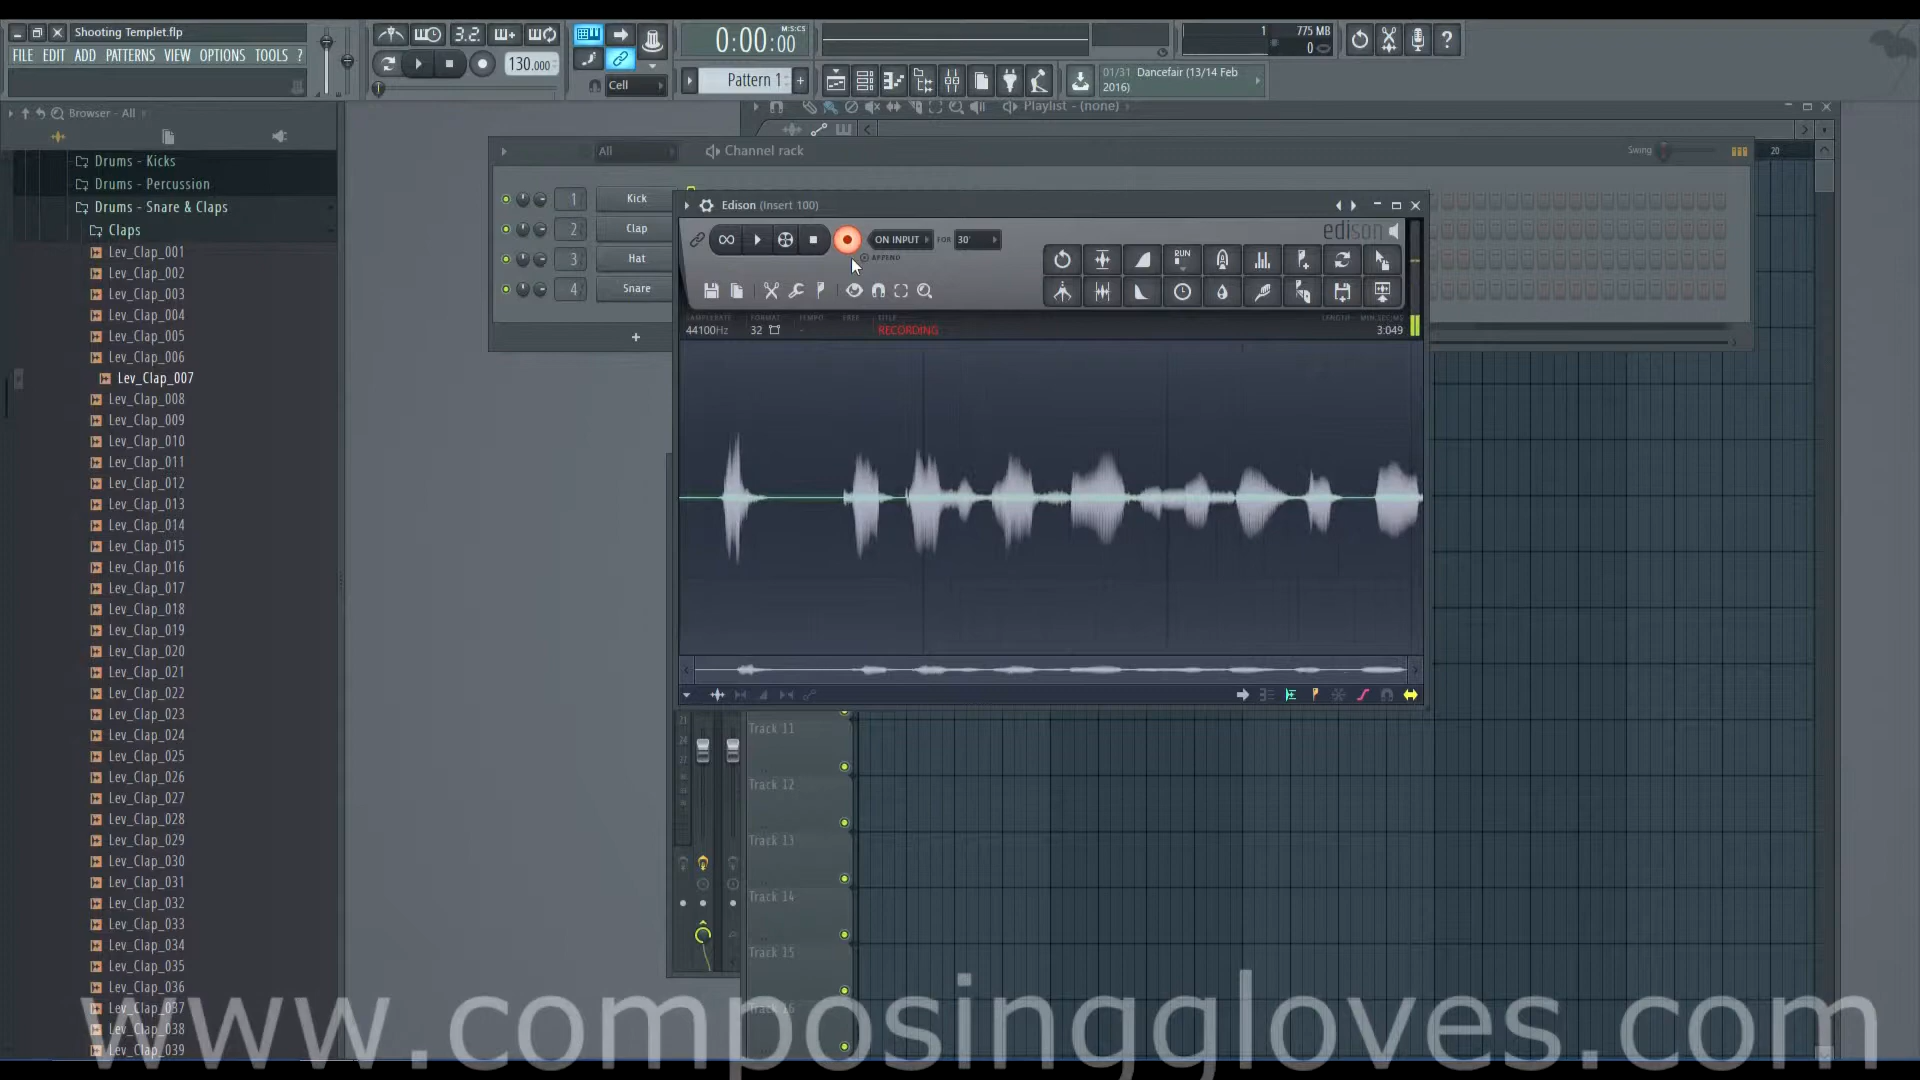 Shooting Templet.flp
FILE EDIT ADD PATTERNS VIEW OPTIONS TOOLS ?
3.2.
130.000
Cell
0:00:00
M:S:CS
Pattern 1
1
775 MB
0
01/31 Dancefair (13/14 Feb
2016)
Browser - All
Playlist - (none)
Drums - Kicks
Drums - Percussion
Drums - Snare & Claps
Claps
Lev_Clap_001
Lev_Clap_002
Lev_Clap_003
Lev_Clap_004
Lev_Clap_005
Lev_Clap_006
Lev_Clap_007
Lev_Clap_008
Lev_Clap_009
Lev_Clap_010
Lev_Clap_011
Lev_Clap_012
Lev_Clap_013
Lev_Clap_014
Lev_Clap_015
Lev_Clap_016
Lev_Clap_017
Lev_Clap_018
Lev_Clap_019
Lev_Clap_020
Lev_Clap_021
Lev_Clap_022
Lev_Clap_023
Lev_Clap_024
Lev_Clap_025
Lev_Clap_026
Lev_Clap_027
Lev_Clap_028
Lev_Clap_029
Lev_Clap_030
Lev_Clap_031
Lev_Clap_032
Lev_Clap_033
Lev_Clap_034
Lev_Clap_035
Lev_Clap_036
Lev_Clap_037
Lev_Clap_038
Lev_Clap_039
All
Channel rack
Swing
20
1 Kick
2 Clap
3 Hat
4 Snare
+
Edison (Insert 100)
edison
ON INPUT FOR 30'
APPEND
RUN
SAMPLERATE FORMAT TEMPO FREE TITLE LENGTH MIN:SEC:MS
44100Hz 32 - RECORDING 3:049
Track 11
Track 12
Track 13
Track 14
Track 15
Track 16
www.composinggloves.com